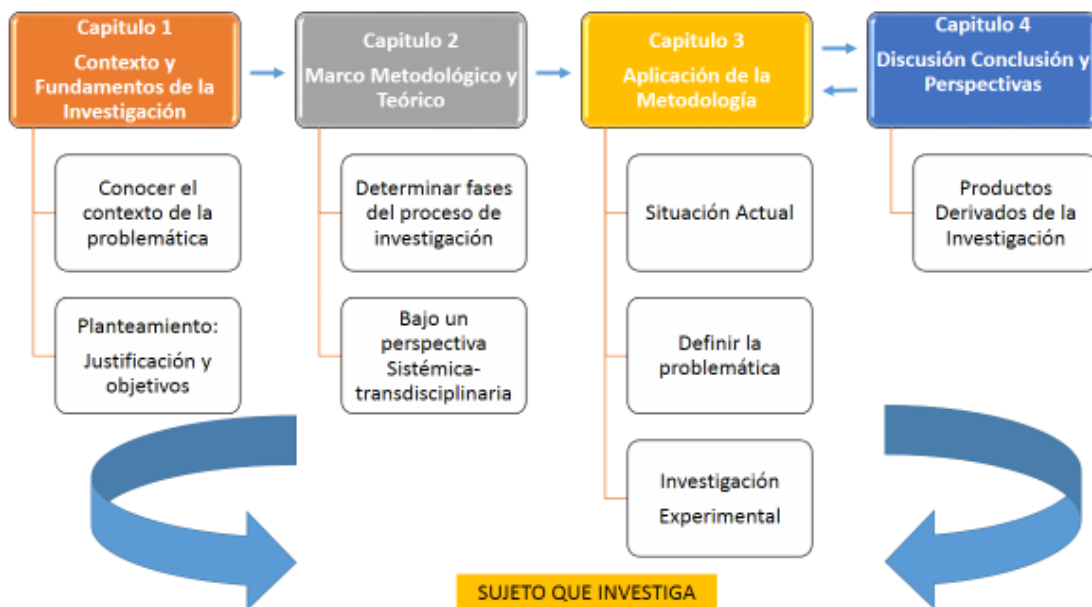 Capitulo 1
Contexto y
Fundamentos de la
Investigación
Capitulo 2
Marco Metodológico y
Teórico
Capitulo 3
Aplicación de la
Metodología
Capitulo 4
Discusión Conclusión y
Perspectivas
Conocer el
contexto de la
problemática
Planteamiento:
Justificación y
objetivos
Determinar fases
del proceso de
investigación
Bajo un
perspectiva
Sistémica-
transdisciplinaria
Situación Actual
Definir la
problemática
Investigación
Experimental
Productos
Derivados de la
Investigación
SUJETO QUE INVESTIGA